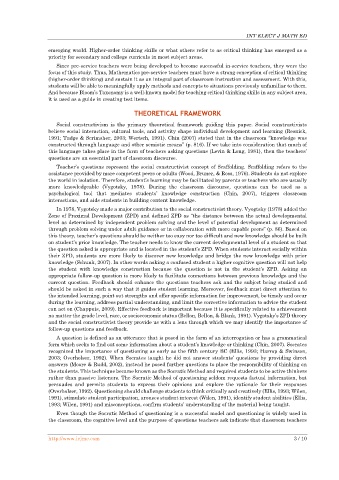 INT ELECT J MATH ED
emerging world. Higher-order thinking skills or what others refer to as critical thinking has emerged as a
priority for secondary and college curricula in most subject areas.
Since pre-service teachers were being developed to become successful in-service teachers, they were the
focus of this study. Thus, Mathematics pre-service teachers must have a strong conception of critical thinking
(higher-order thinking) and sustain it as an integral part of classroom instruction and assessment. With this,
students will be able to meaningfully apply methods and concepts to situations previously unfamiliar to them.
And because Bloom's Taxonomy is a well-known model for teaching critical thinking skills in any subject area,
it is used as a guide in creating test items.
THEORETICAL FRAMEWORK
Social constructivism is the primary theoretical framework guiding this paper. Social constructivists
believe social interaction, cultural tools, and activity shape individual development and learning (Resnick,
1991; Tudge & Scrimsher, 2003; Wertsch, 1991). Chin (2007) stated that in the classroom "knowledge was
constructed through language and other semiotic means" (p. 816). If we take into consideration that much of
this language takes place in the form of teachers asking questions (Levin & Long, 1981), then the teachers'
questions are an essential part of classroom discourse.
Teacher's questions represent the social constructivist concept of Scaffolding. Scaffolding refers to the
assistance provided by more competent peers or adults (Wood, Bruner, & Ross, 1976). Students do not explore
the world in isolation. Therefore, student's learning may be facilitated by parents or teachers who are usually
more knowledgeable (Vygotsky, 1978). During the classroom discourse, questions can be used as a
psychological tool that mediates students' knowledge construction (Chin, 2007), triggers classroom
interactions, and aids students in building content knowledge.
In 1978, Vygotsky made a major contribution to the social constructivist theory. Vygotsky (1978) added the
Zone of Proximal Development (ZPD) and defined ZPD as "the distance between the actual developmental
level as determined by independent problem solving and the level of potential development as determined
through problem solving under adult guidance or in collaboration with more capable peers" (p. 86). Based on
this theory, teacher's questions should be neither too easy nor too difficult and new knowledge should be built
on student's prior knowledge. The teacher needs to know the current developmental level of a student so that
the question asked is appropriate and is located in the student's ZPD. When students interact socially within
their ZPD, students are more likely to discover new knowledge and bridge the new knowledge with prior
knowledge (Schunk, 2007). In other words asking a confused student a higher cognitive question will not help
the student with knowledge construction because the question is not in the student's ZPD. Asking an
appropriate follow up question is more likely to facilitate connections between previous knowledge and the
current question. Feedback should enhance the questions teachers ask and the subject being studied and
should be suited in such a way that it guides student learning. Moreover, feedback must direct attention to
the intended learning, point out strengths and offer specific information for improvement, be timely and occur
during the learning, address partial understanding, and limit the corrective information to advice the student
can act on (Chappuis, 2009). Effective feedback is important because it is specifically related to achievement
no matter the grade level, race, or socioeconomic status (Bellon, Bellon, & Blank, 1991). Vygotsky's ZPD theory
and the social constructivist theory provide us with a lens through which we may identify the importance of
follow-up questions and feedback.
A question is defined as an utterance that is posed in the form of an interrogation or has a grammatical
form which seeks to find out some information about a student's knowledge or thinking (Chin, 2007). Socrates
recognized the importance of questioning as early as the fifth century BC (Ellis, 1993; Harvey & Swinson,
2003; Overholser, 1992). When Socrates taught he did not answer students' questions by providing direct
answers (Moore & Rudd, 2002), instead he posed further questions to place the responsibility of thinking on
the students. This technique became known as the Socratic Method and required students to be active thinkers
rather than passive listeners. The Socratic Method of questioning seldom requests factual information, but
persuades and permits students to express their opinions and explore the rationale for their responses
(Overholser, 1992). Questioning should challenge students to think critically and creatively (Ellis, 1993; Wilen,
1991), stimulate student participation, arouses student interest (Wilen, 1991), identify student abilities (Ellis,
1993; Wilen, 1991) and misconceptions, confirm students' understanding of the material being taught.
Even though the Socratic Method of questioning is a successful model and questioning is widely used in
the classroom, the cognitive level and the purpose of questions teachers ask indicate that classroom teachers
http://www.iejme.com
3 / 10